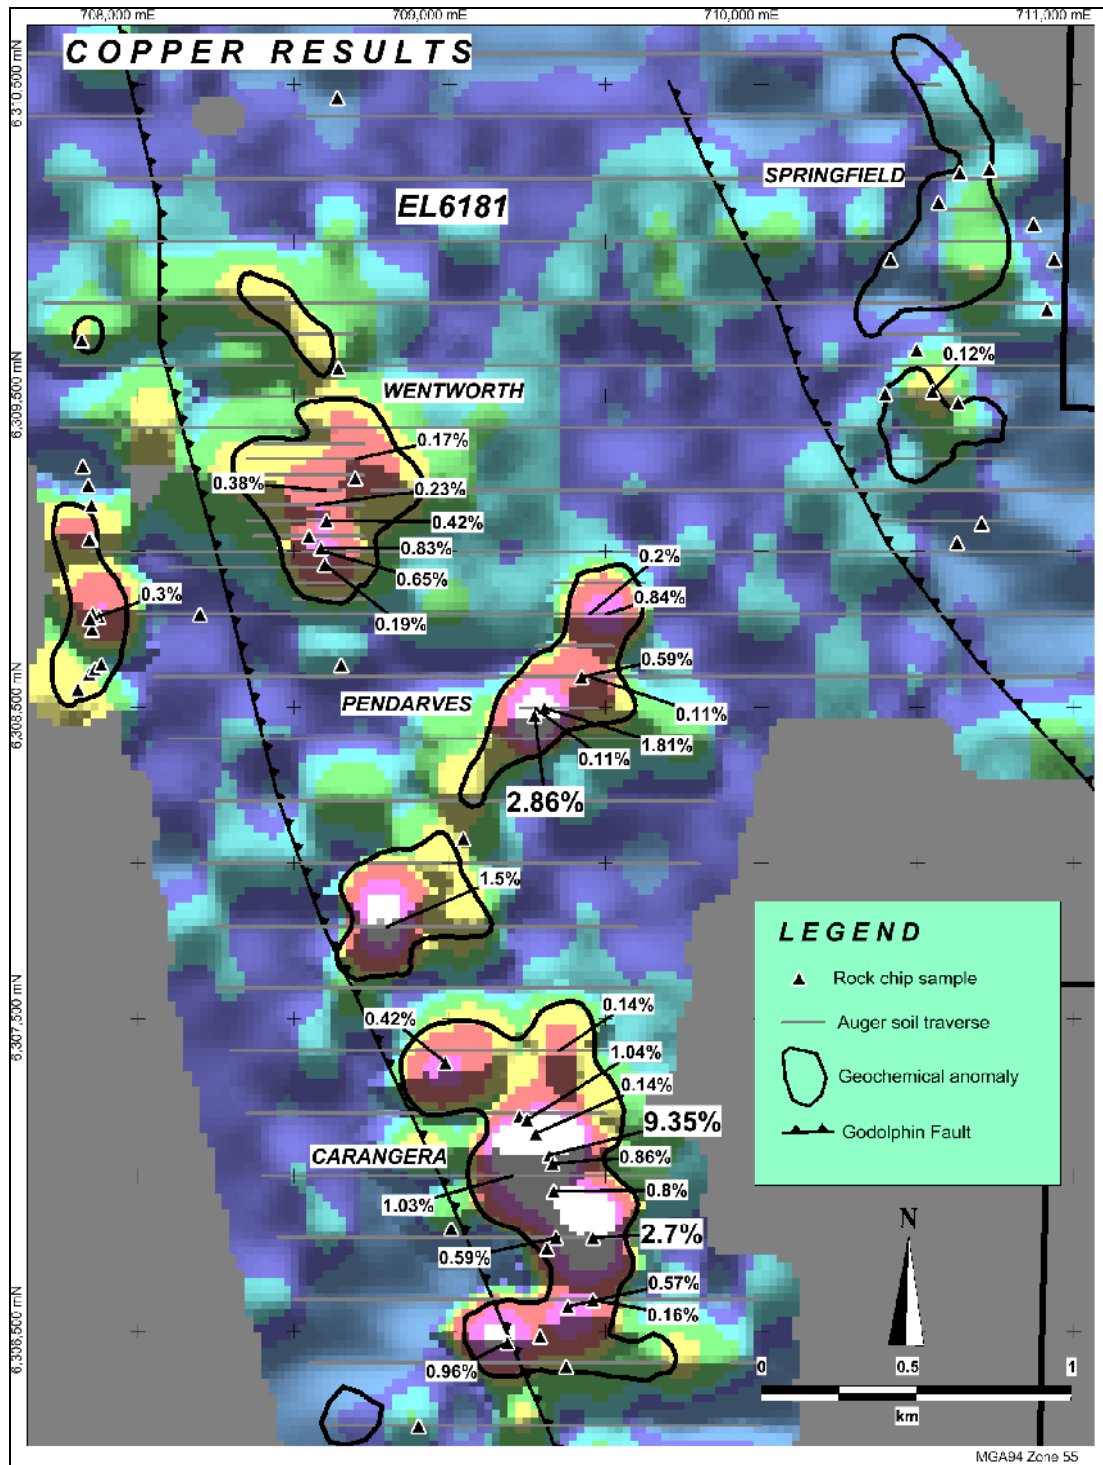 708,000 mE
709,000 mE
710,000 mE
711,000 mE
COPPER RESULTS
6,310,500 mN
SPRINGFIELD
EL6181
0.12%
WENTWORTH
6,309,500 mN
0.17%
0.38%
0.23%
0.42%
0.83%
0.2%
0.65%
0.3%
0.84%
0.19%
0.59%
PENDARVES
6,308,500 mN
0.11%
1.81%
0.11%
2.86%
1.5%
LEGEND
Rock chip sample
Auger soil traverse
Geochemical anomaly
Godolphin Fault
6,307,500 mN
0.14%
0.42%
1.04%
0.14%
9.35%
CARANGERA
0.86%
0.8%
1.03%
2.7%
0.59%
0.57%
0.16%
6,306,500 mN
0.96%
N
0
0.5
1
km
MGA94 Zone 55